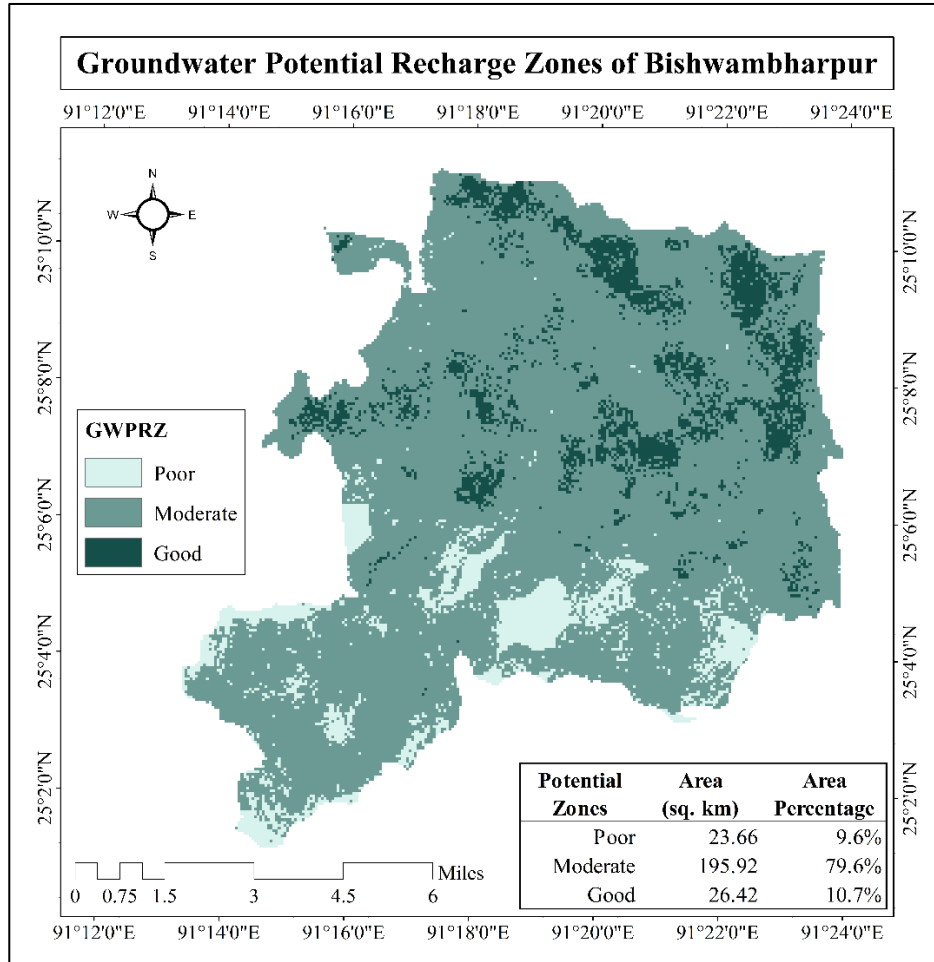 Groundwater Potential Recharge Zones of Bishwambharpur
91°12'0"E 91°14'0"E 91°16'0"E 91°18'0"E 91°20'0"E 91°22'0"E 91°24'0"E
N
W E
S
25°10'0"N 25°10'0"N
25°8'0"N 25°8'0"N
GWPRZ
Poor
Moderate
Good
25°6'0"N 25°6'0"N
25°4'0"N 25°4'0"N
25°2'0"N 25°2'0"N
Potential Area Area
Zones (sq. km) Percentage
Poor 23.66 9.6%
Moderate 195.92 79.6%
Good 26.42 10.7%
Miles
0 0.75 1.5 3 4.5 6
91°12'0"E 91°14'0"E 91°16'0"E 91°18'0"E 91°20'0"E 91°22'0"E 91°24'0"E